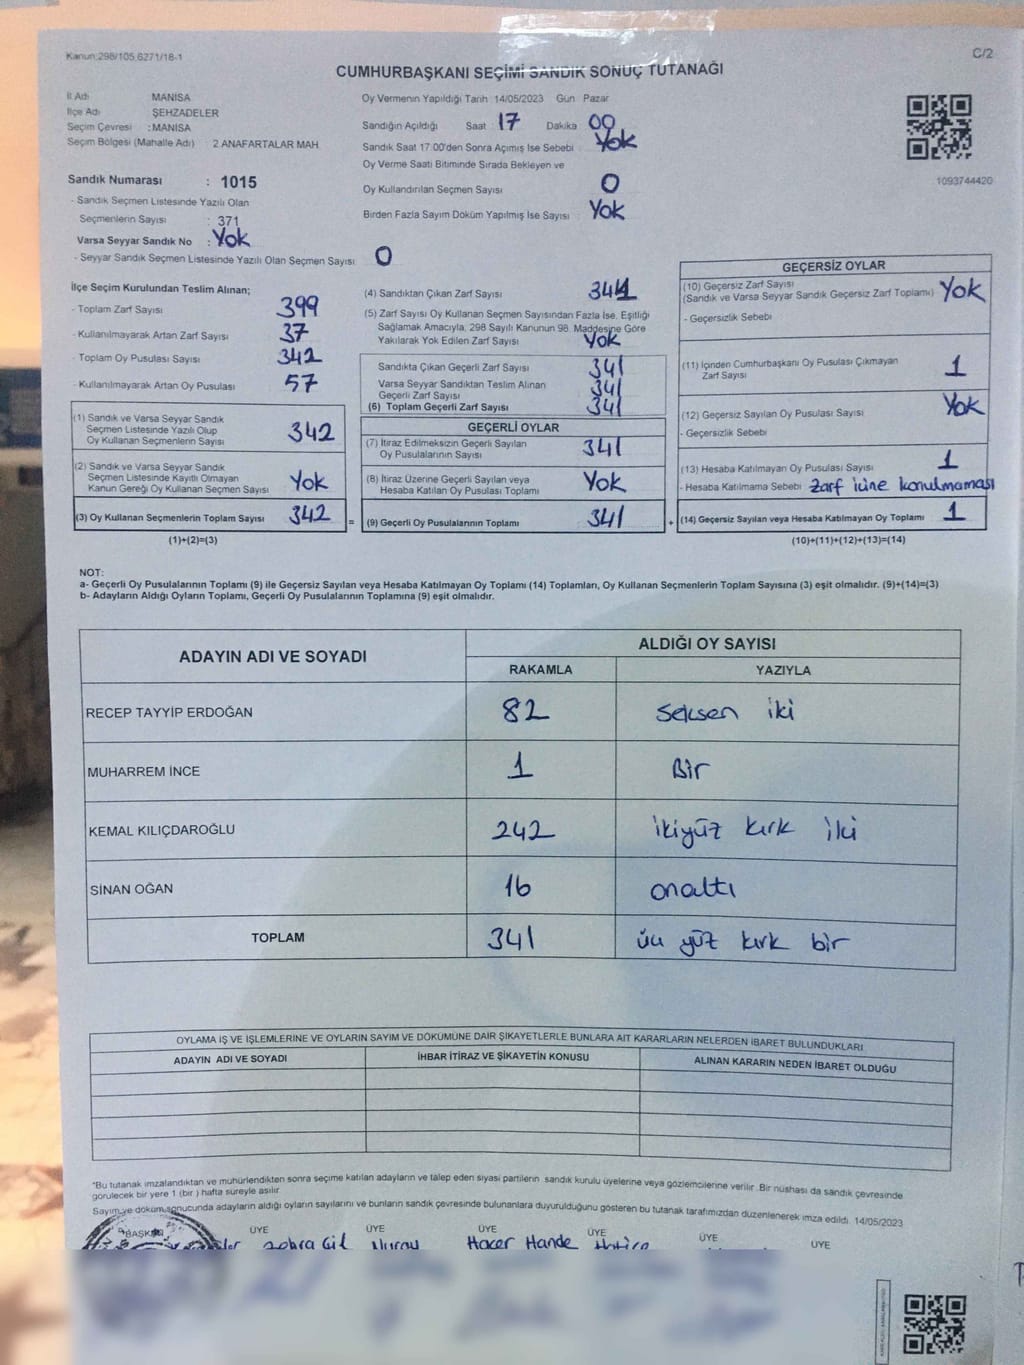 Kanun:298/105,6271/18-1
C/2
CUMHURBAŞKANI SEÇİMİ SANDIK SONUÇ TUTANAĞI
İl Adı MANİSA
İlçe Adı ŞEHZADELER
Seçim Çevresi :MANİSA
Seçim Bölgesi (Mahalle Adı) 2 ANAFARTALAR MAH.
Sandık Numarası : 1015
- Sandık Seçmen Listesinde Yazılı Olan
Seçmenlerin Sayısı : 371
Varsa Seyyar Sandık No : Yok
- Seyyar Sandık Seçmen Listesinde Yazılı Olan Seçmen Sayısı 0
Oy Vermenin Yapıldığı Tarih 14/05/2023 Gün Pazar
Sandığın Açıldığı Saat 17 Dakika 00
Sandık Saat 17:00'den Sonra Açımış İse Sebebi : Yok
Oy Verme Saati Bitiminde Sırada Bekleyen ve
Oy Kullandırılan Seçmen Sayısı 0
Birden Fazla Sayım Döküm Yapılmış İse Sayısı : Yok
1093744420
İlçe Seçim Kurulundan Teslim Alınan;
- Toplam Zarf Sayısı 399
- Kullanılmayarak Artan Zarf Sayısı 37
- Toplam Oy Pusulası Sayısı 342
- Kullanılmayarak Artan Oy Pusulası 57
(1) Sandık ve Varsa Seyyar Sandık
Seçmen Listesinde Yazılı Olup
Oy Kullanan Seçmenlerin Sayısı 342
(2) Sandık ve Varsa Seyyar Sandık
Seçmen Listesinde Kayıtlı Olmayan
Kanun Gereği Oy Kullanan Seçmen Sayısı Yok
(3) Oy Kullanan Seçmenlerin Toplam Sayısı 342
(1)+(2)=(3)
=
(4) Sandıktan Çıkan Zarf Sayısı 341
(5) Zarf Sayısı Oy Kullanan Seçmen Sayısından Fazla İse, Eşitliği
Sağlamak Amacıyla, 298 Sayılı Kanunun 98. Maddesine Göre
Yakılarak Yok Edilen Zarf Sayısı Yok
Sandıkta Çıkan Geçerli Zarf Sayısı 341
Varsa Seyyar Sandıktan Teslim Alınan
Geçerli Zarf Sayısı 341
(6) Toplam Geçerli Zarf Sayısı 341
GEÇERLİ OYLAR
(7) İtiraz Edilmeksizin Geçerli Sayılan
Oy Pusulalarının Sayısı 341
(8) İtiraz Üzerine Geçerli Sayılan veya
Hesaba Katılan Oy Pusulası Toplamı Yok
(9) Geçerli Oy Pusulalarının Toplamı 341
+
GEÇERSİZ OYLAR
(10) Geçersiz Zarf Sayısı
(Sandık ve Varsa Seyyar Sandık Geçersiz Zarf Toplamı) Yok
- Geçersizlik Sebebi
(11) İçinden Cumhurbaşkanı Oy Pusulası Çıkmayan
Zarf Sayısı 1
(12) Geçersiz Sayılan Oy Pusulası Sayısı Yok
- Geçersizlik Sebebi
(13) Hesaba Katılmayan Oy Pusulası Sayısı 1
- Hesaba Katılmama Sebebi Zarf içine konulmaması
(14) Geçersiz Sayılan veya Hesaba Katılmayan Oy Toplamı 1
(10)+(11)+(12)+(13)=(14)
NOT:
a- Geçerli Oy Pusulalarının Toplamı (9) ile Geçersiz Sayılan veya Hesaba Katılmayan Oy Toplamı (14) Toplamları, Oy Kullanan Seçmenlerin Toplam Sayısına (3) eşit olmalıdır. (9)+(14)=(3)
b- Adayların Aldığı Oyların Toplamı, Geçerli Oy Pusulalarının Toplamına (9) eşit olmalıdır.
ADAYIN ADI VE SOYADI
ALDIĞI OY SAYISI
RAKAMLA YAZIYLA
RECEP TAYYİP ERDOĞAN 82 seksen iki
MUHARREM İNCE 1 Bir
KEMAL KILIÇDAROĞLU 242 ikiyüz kırk iki
SİNAN OĞAN 16 onaltı
TOPLAM 341 üç yüz kırk bir
OYLAMA İŞ VE İŞLEMLERİNE VE OYLARIN SAYIM VE DÖKÜMÜNE DAİR ŞİKAYETLERLE BUNLARA AİT KARARLARIN NELERDEN İBARET BULUNDUKLARI
ADAYIN ADI VE SOYADI İHBAR İTİRAZ VE ŞİKAYETİN KONUSU ALINAN KARARIN NEDEN İBARET OLDUĞU
*Bu tutanak imzalandıktan ve mühürlendikten sonra seçime katılan adayların ve talep eden siyasi partilerin sandık kurulu üyelerine veya gözlemcilerine verilir. Bir nüshası da sandık çevresinde
görülecek bir yere 1 (bir) hafta süreyle asılır.
Sayım ve döküm sonucunda adayların aldığı oyların sayılarını ve bunların sandık çevresinde bulunanlara duyurulduğunu gösteren bu tutanak tarafımızdan düzenlenerek imza edildi. 14/05/2023
BAŞKAN ÜYE ÜYE ÜYE ÜYE ÜYE ÜYE
Zehra Gil Nuray Hacer Hande Hatice